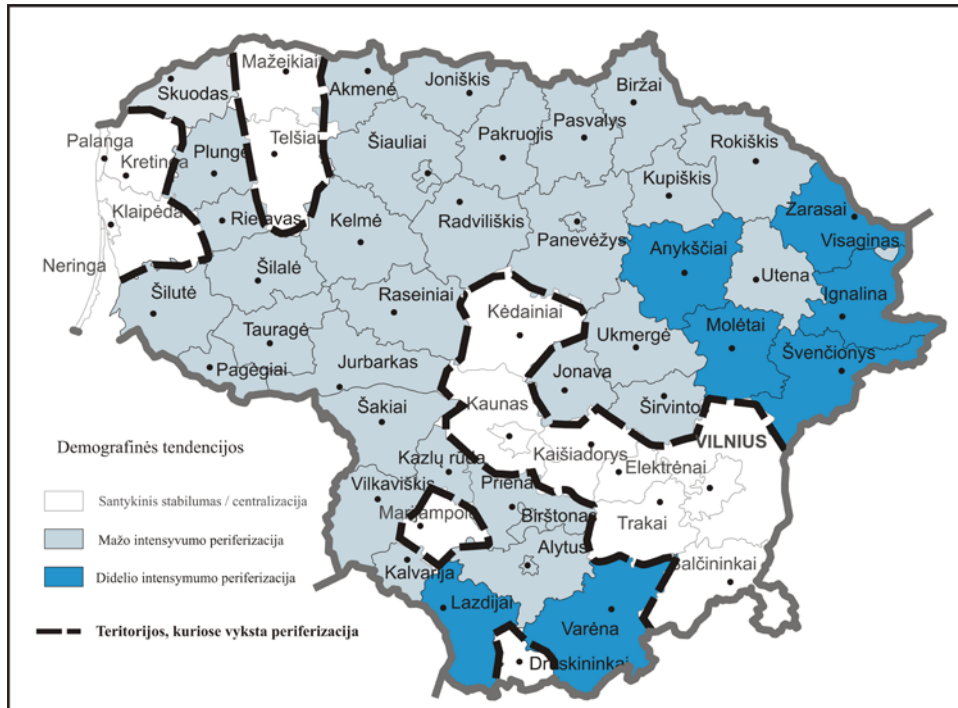 Mažeikiai
Skuodas
Akmenė
Joniškis
Biržai
Palanga
Kretinga
Telšiai
Plungė
Šiauliai
Pakruojis
Pasvalys
Rokiškis
Kupiškis
Klaipėda
Rietavas
Kelmė
Radviliškis
Panevėžys
Zarasai
Visaginas
Anykščiai
Utena
Ignalina
Neringa
Šilutė
Šilalė
Raseiniai
Kėdainiai
Ukmergė
Molėtai
Švenčionys
Tauragė
Pagėgiai
Jurbarkas
Jonava
Širvintos
Šakiai
Kaunas
VILNIUS
Kaišiadorys
Elektrėnai
Kazlų rūda
Vilkaviškis
Prienai
Marijampolė
Birštonas
Trakai
Alytus
Kalvarija
Šalčininkai
Lazdijai
Varėna
Druskininkai
Demografinės tendencijos
Santykinis stabilumas / centralizacija
Mažo intensyvumo periferizacija
Didelio intensymumo periferizacija
Teritorijos, kuriose vyksta periferizacija